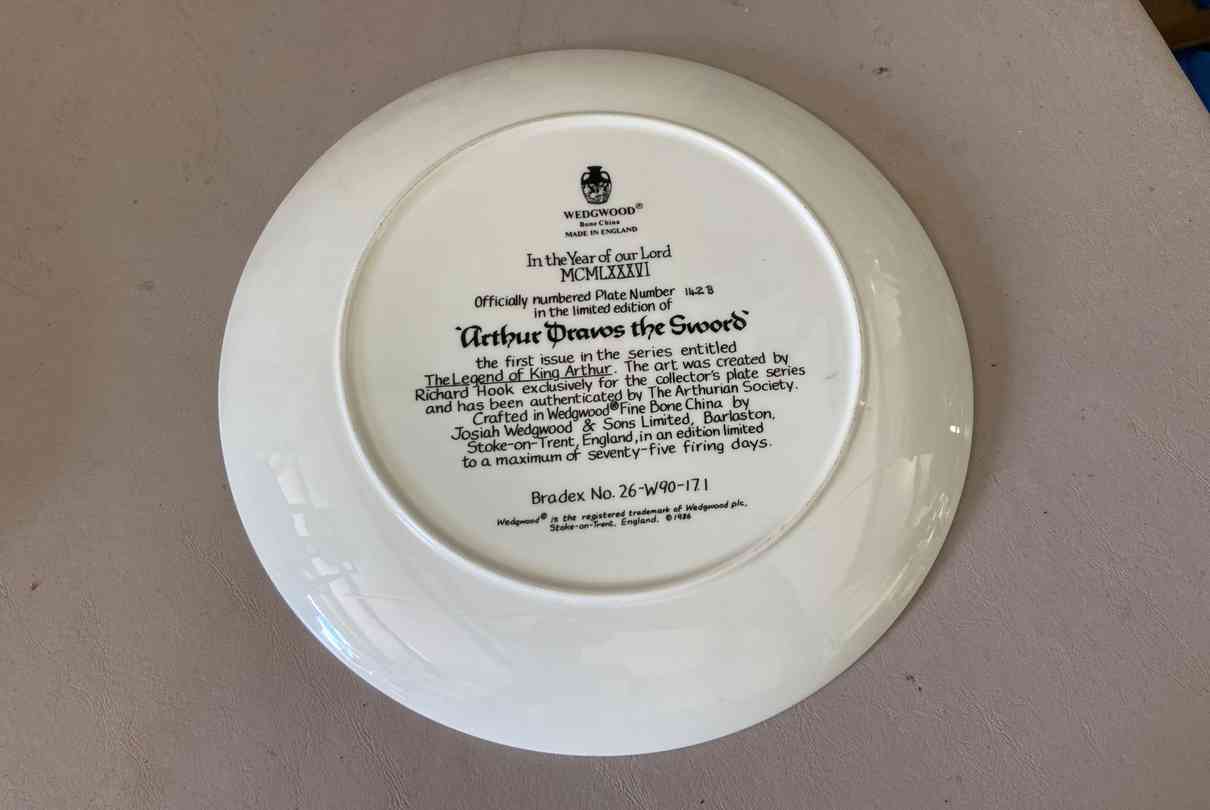 WEDGWOOD®
Bone China
MADE IN ENGLAND
In the Year of our Lord
MCMLXXXVI
Officially numbered Plate Number 142B
in the limited edition of
'Arthur Draws the Sword'
the first issue in the series entitled
The Legend of King Arthur. The art was created by
Richard Hook exclusively for the collector's plate series
and has been authenticated by The Arthurian Society.
Crafted in Wedgwood® Fine Bone China by
Josiah Wedgwood & Sons Limited, Barlaston,
Stoke-on-Trent, England, in an edition limited
to a maximum of seventy-five firing days.
Bradex No. 26-W90-17.1
Wedgwood® is the registered trademark of Wedgwood plc,
Stoke-on-Trent, England. © 1986